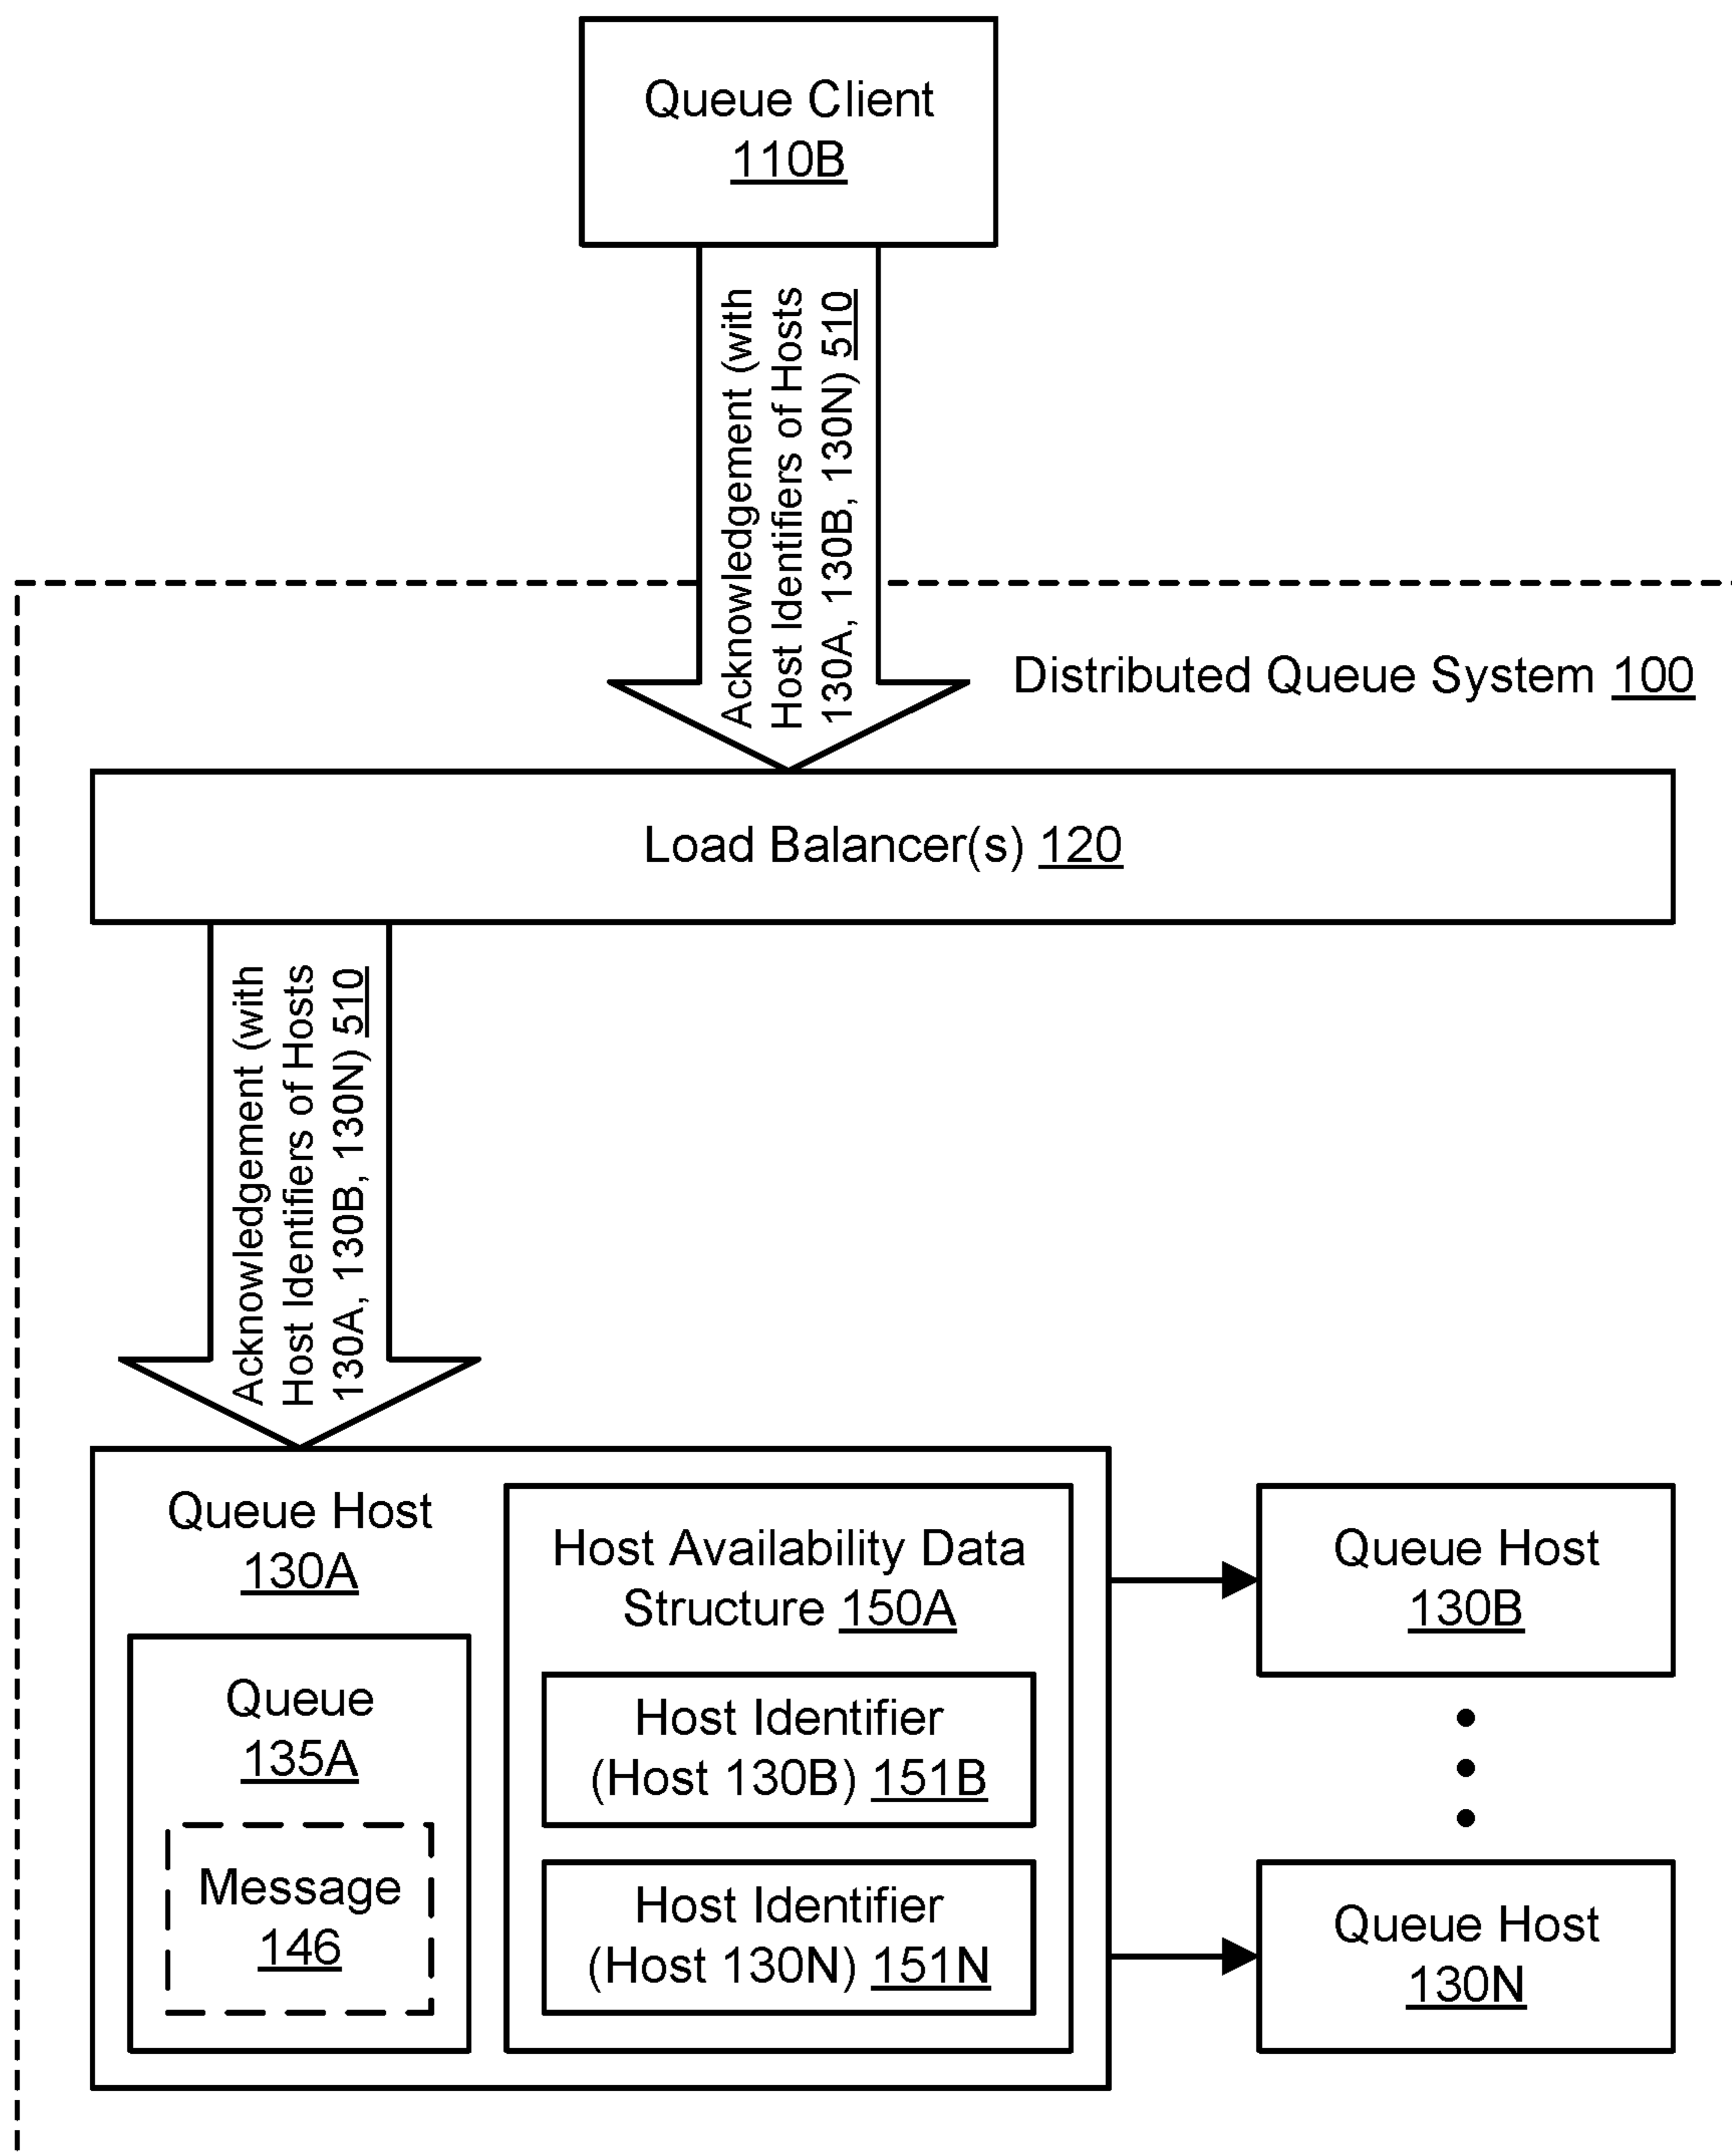 Queue Client
110B
Acknowledgement (with
Host Identifiers of Hosts
130A, 130B, 130N) 510
Distributed Queue System 100
Load Balancer(s) 120
Acknowledgement (with
Host Identifiers of Hosts
130A, 130B, 130N) 510
Queue Host
130A
Queue
135A
Message
146
Host Availability Data
Structure 150A
Host Identifier
(Host 130B) 151B
Host Identifier
(Host 130N) 151N
Queue Host
130B
Queue Host
130N